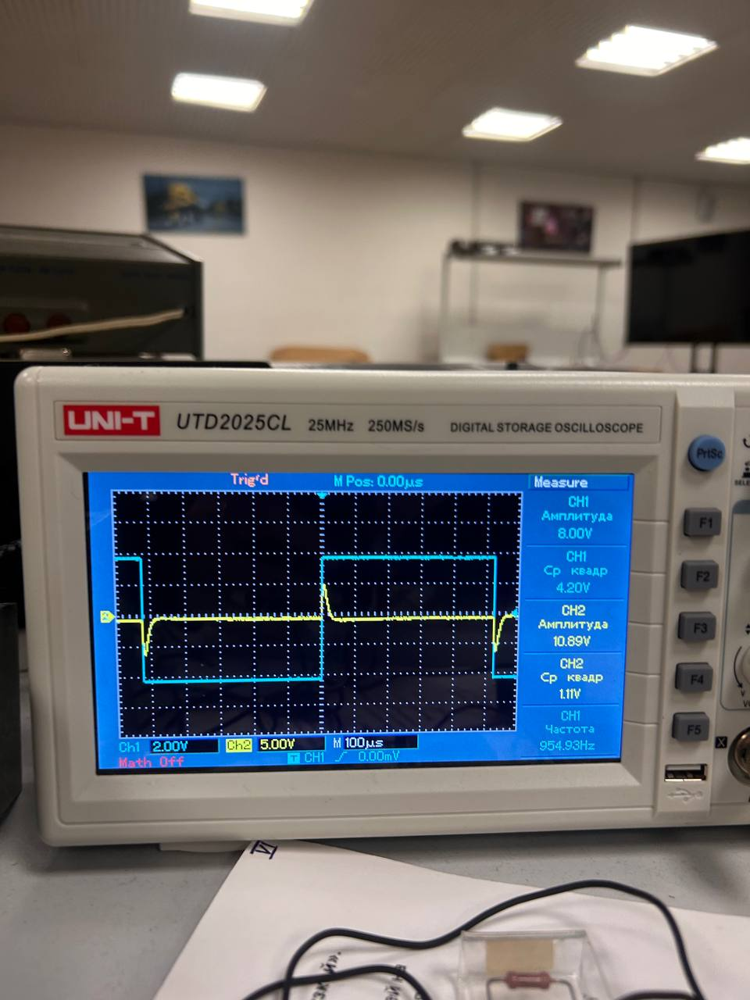 UNI-T UTD2025CL 25MHz 250MS/s DIGITAL STORAGE OSCILLOSCOPE
PrtSc
Trig'd M Pos: 0.00µs Measure
CH1
Амплитуда
8.00V
CH1
Ср квадр
4.20V
CH2
Амплитуда
10.89V
CH2
Ср квадр
1.11V
CH1
Частота
954.93Hz
F1
F2
F3
F4
F5
Ch1 2.00V Ch2 5.00V M 100µs
Math Off T CH1 0.00mV
X
VI